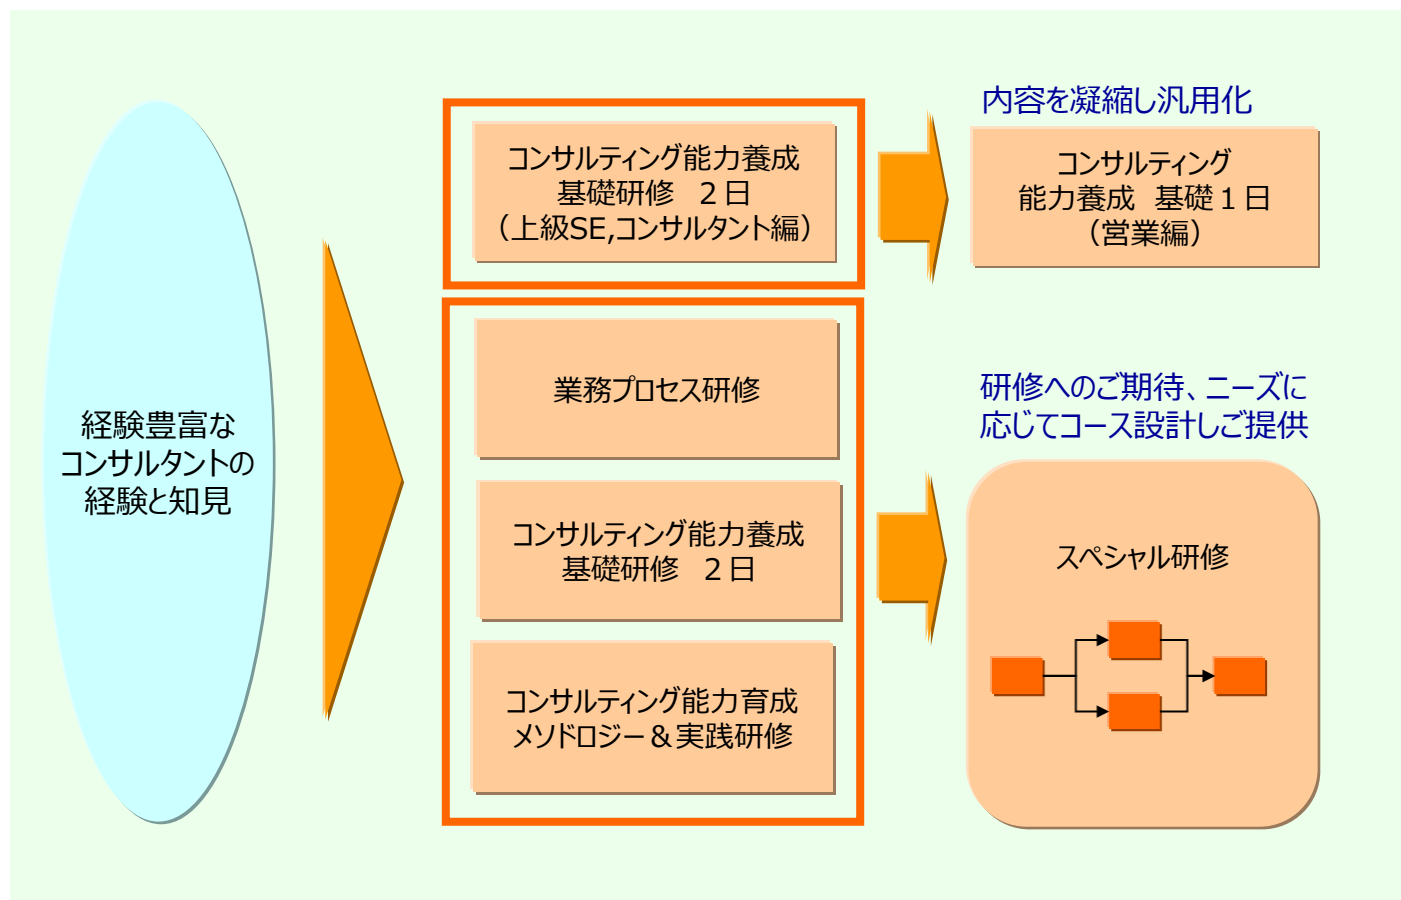 経験豊富な
コンサルタントの
経験と知見
コンサルティング能力養成
基礎研修　２日
（上級SE,コンサルタント編）
業務プロセス研修
コンサルティング能力養成
基礎研修　２日
コンサルティング能力育成
メソドロジー＆実践研修
内容を凝縮し汎用化
コンサルティング
能力養成　基礎１日
（営業編）
研修へのご期待、ニーズに
応じてコース設計しご提供
スペシャル研修